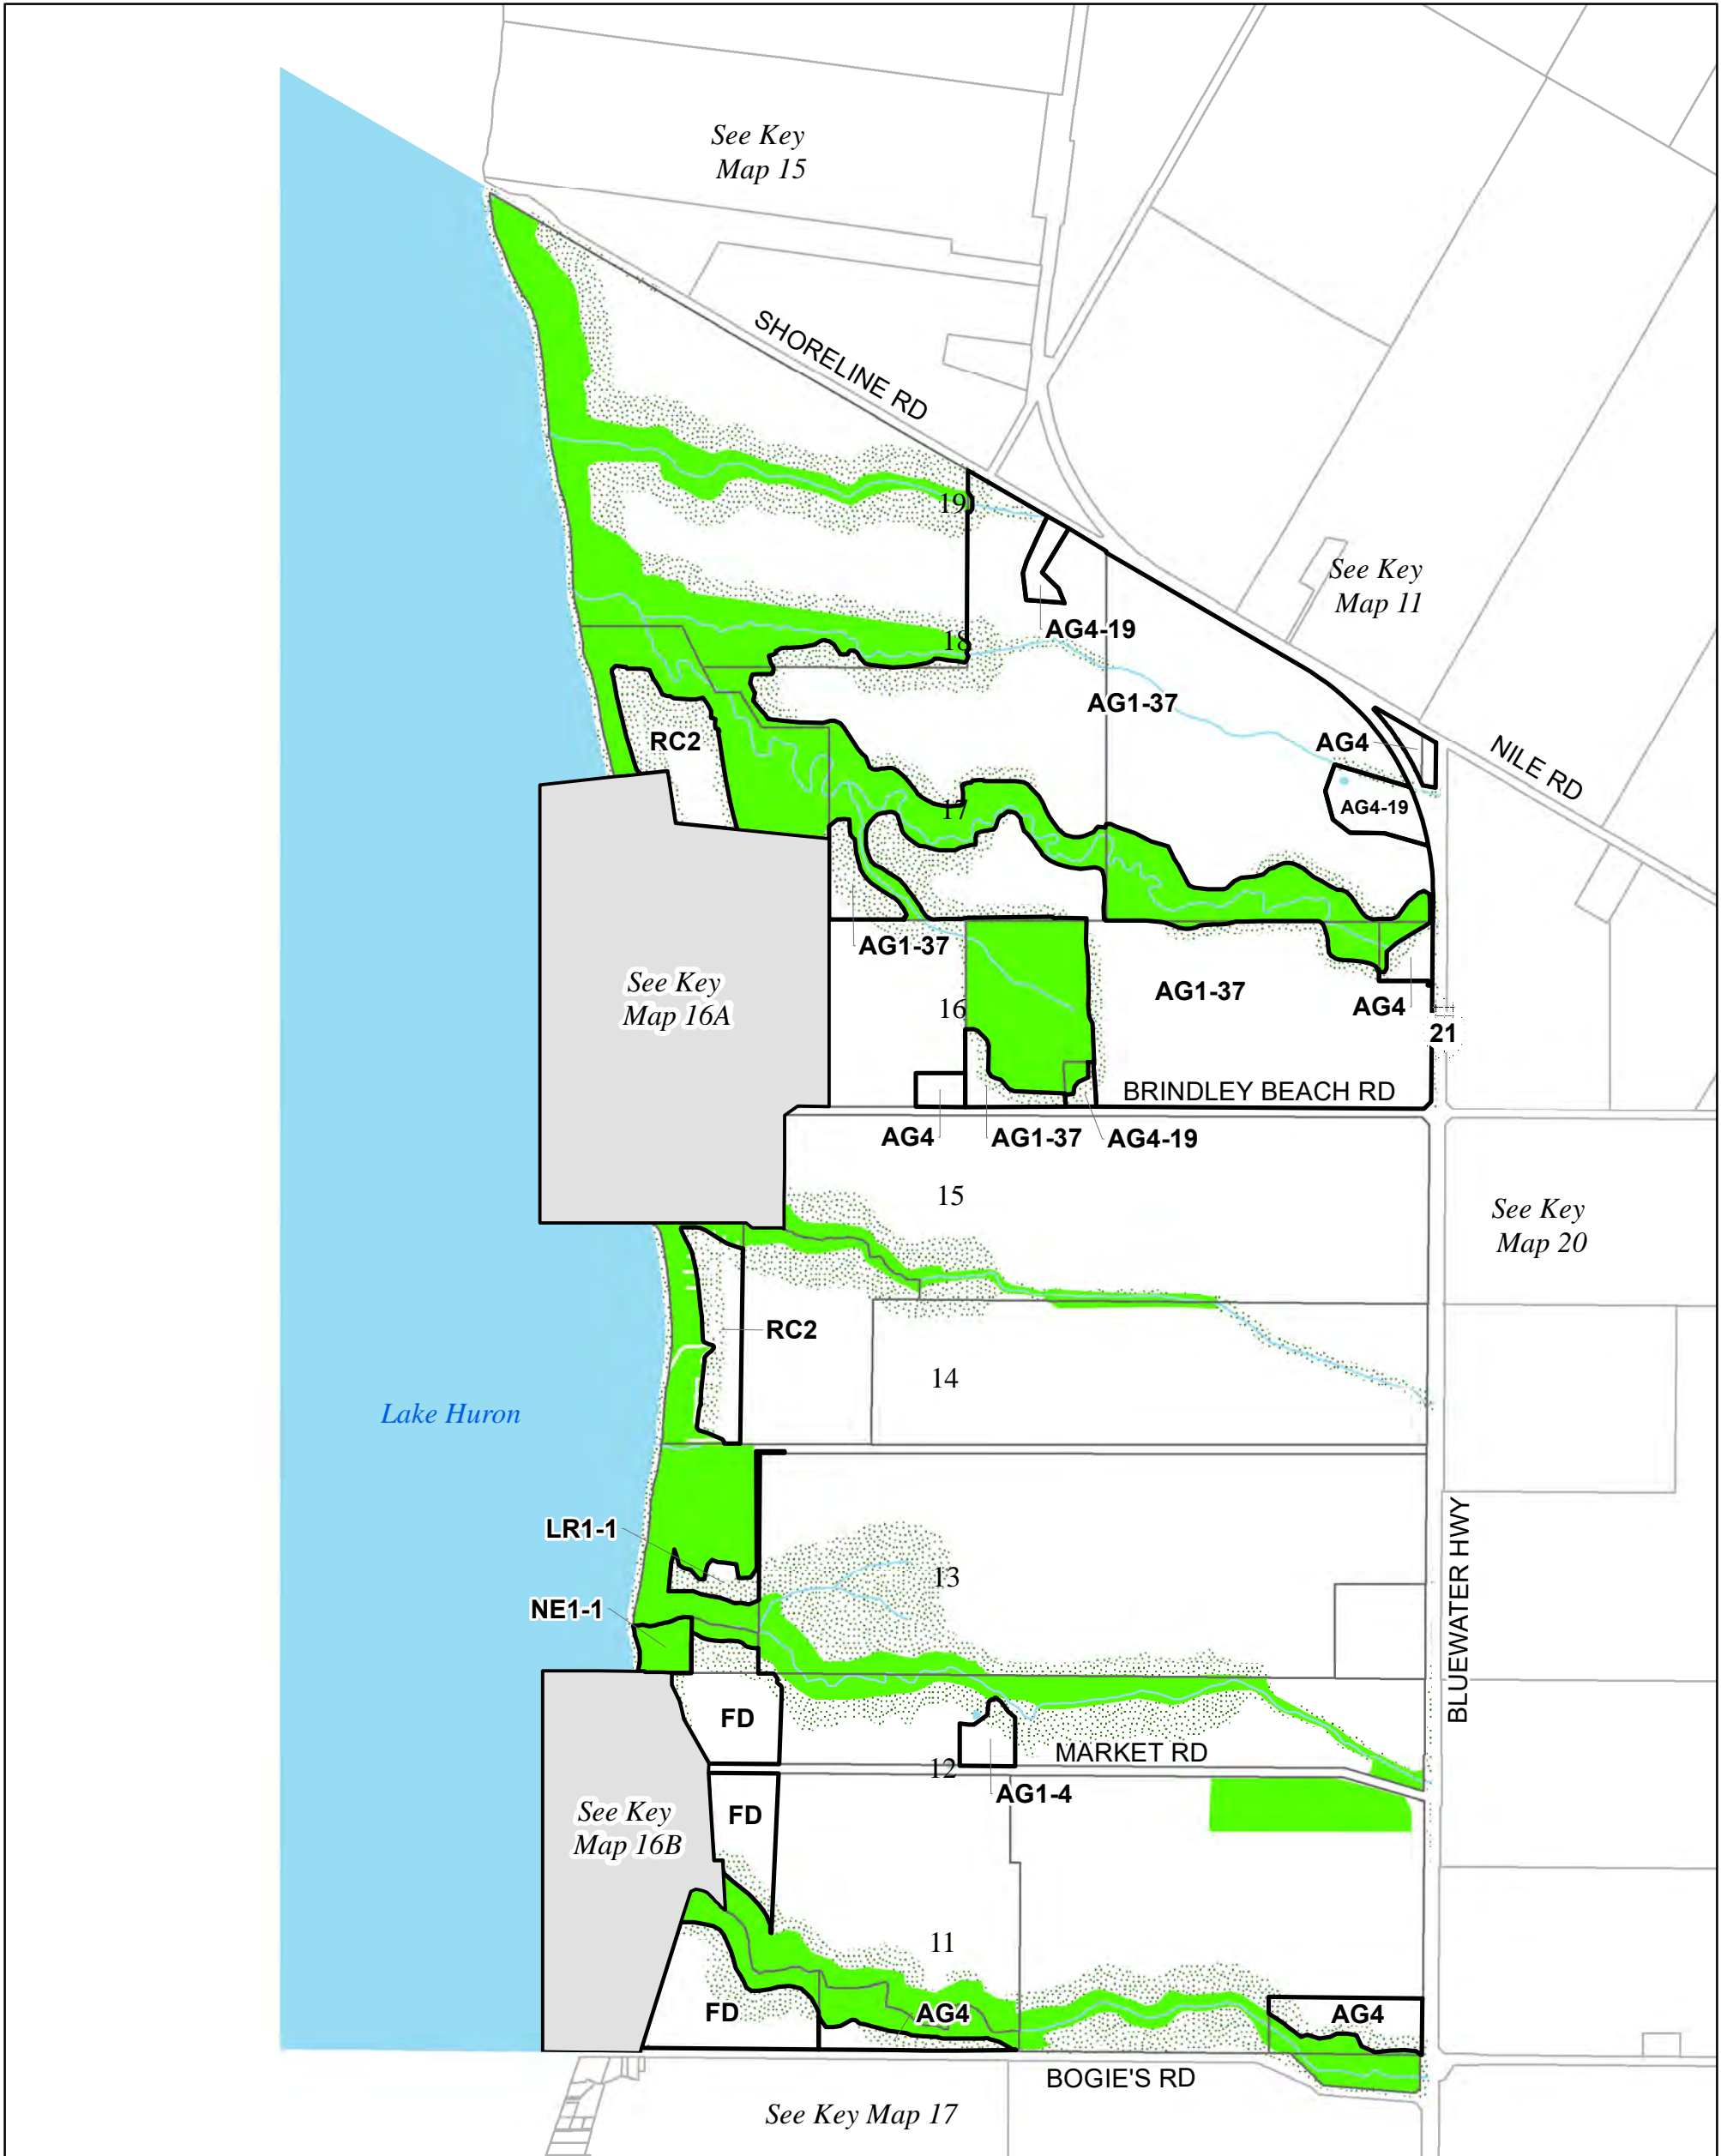 See Key
Map 15
SHORELINE RD
19
See Key
Map 11
AG4-19
18
AG1-37
RC2
AG4
NILE RD
AG4-19
17
AG1-37
See Key
Map 16A
AG1-37
16
AG4
21
BRINDLEY BEACH RD
AG4
AG1-37
AG4-19
15
See Key
Map 20
RC2
14
Lake Huron
LR1-1
13
BLUEWATER HWY
NE1-1
FD
MARKET RD
12
AG1-4
See Key
Map 16B
FD
11
FD
AG4
AG4
BOGIE'S RD
See Key Map 17